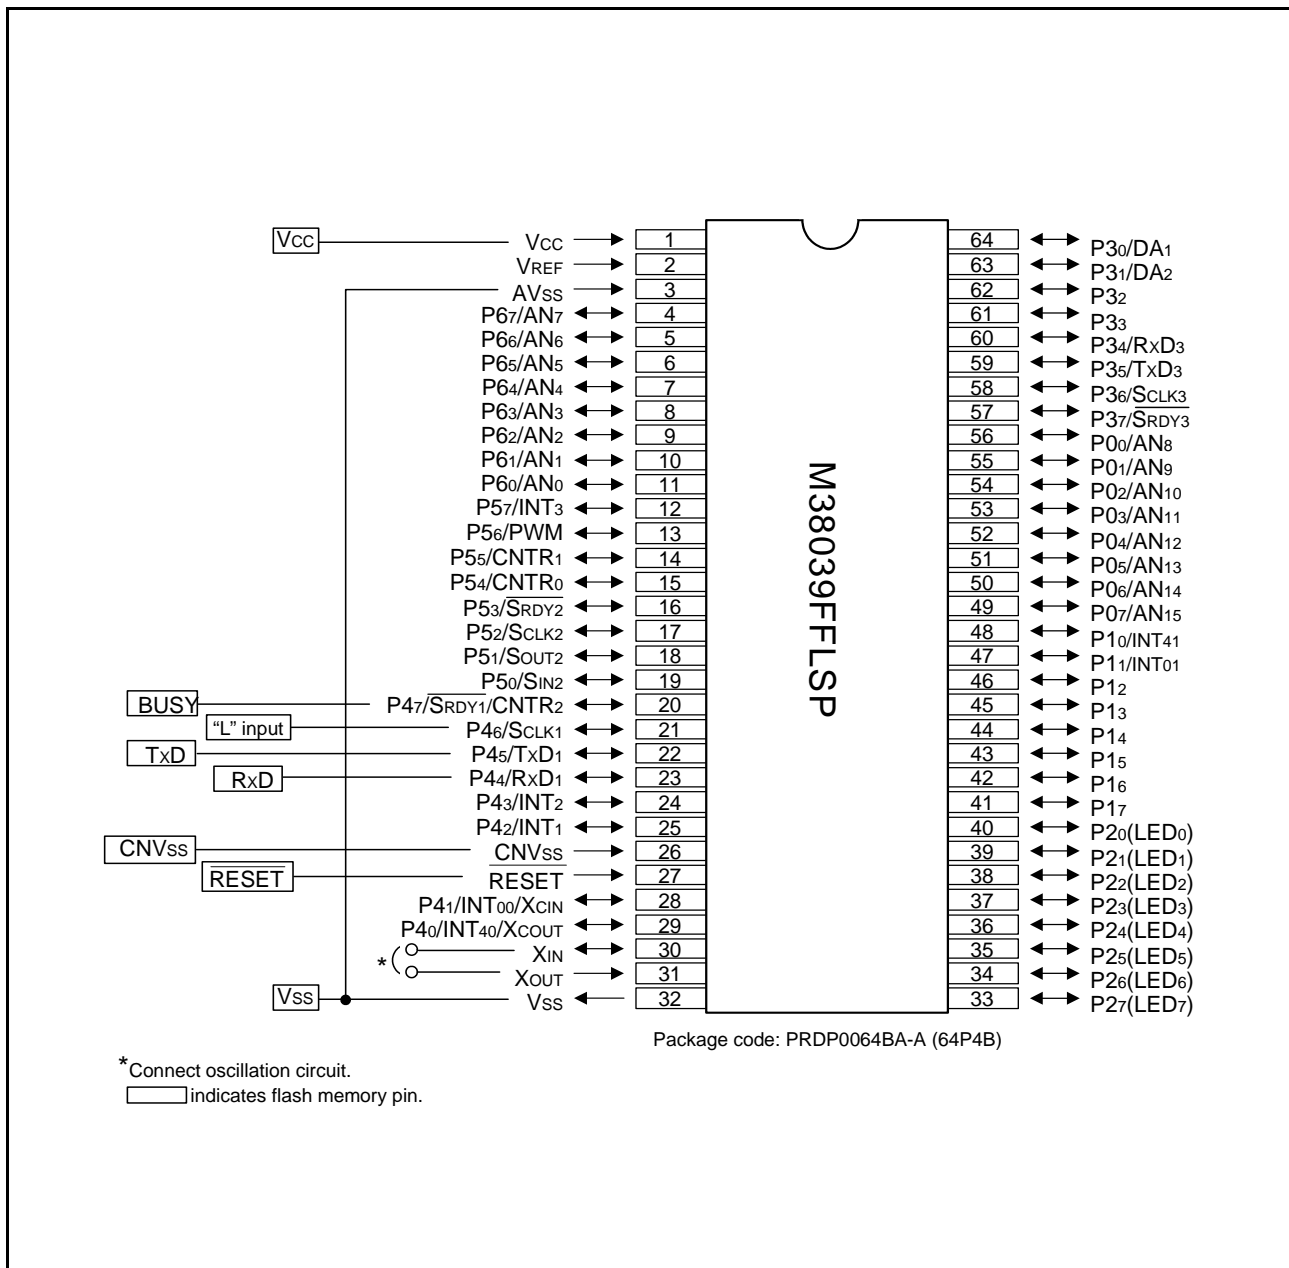 VCC VCC 1 64 P30/DA1
VREF 2 63 P31/DA2
AVSS 3 62 P32
P67/AN7 4 61 P33
P66/AN6 5 60 P34/RXD3
P65/AN5 6 59 P35/TXD3
P64/AN4 7 58 P36/SCLK3
P63/AN3 8 57 P37/SRDY3
P62/AN2 9 56 P00/AN8
P61/AN1 10 55 P01/AN9
P60/AN0 11 54 P02/AN10
P57/INT3 12 53 P03/AN11
P56/PWM 13 52 P04/AN12
P55/CNTR1 14 51 P05/AN13
P54/CNTR0 15 50 P06/AN14
P53/SRDY2 16 49 P07/AN15
P52/SCLK2 17 48 P10/INT41
P51/SOUT2 18 47 P11/INT01
P50/SIN2 19 46 P12
BUSY P47/SRDY1/CNTR2 20 45 P13
“L” input P46/SCLK1 21 44 P14
TXD P45/TXD1 22 43 P15
RXD P44/RXD1 23 42 P16
P43/INT2 24 41 P17
P42/INT1 25 40 P20(LED0)
CNVSS CNVSS 26 39 P21(LED1)
RESET RESET 27 38 P22(LED2)
P41/INT00/XCIN 28 37 P23(LED3)
P40/INT40/XCOUT 29 36 P24(LED4)
* XIN 30 35 P25(LED5)
XOUT 31 34 P26(LED6)
VSS VSS 32 33 P27(LED7)
M38039FFLSP
Package code: PRDP0064BA-A (64P4B)
*Connect oscillation circuit.
indicates flash memory pin.